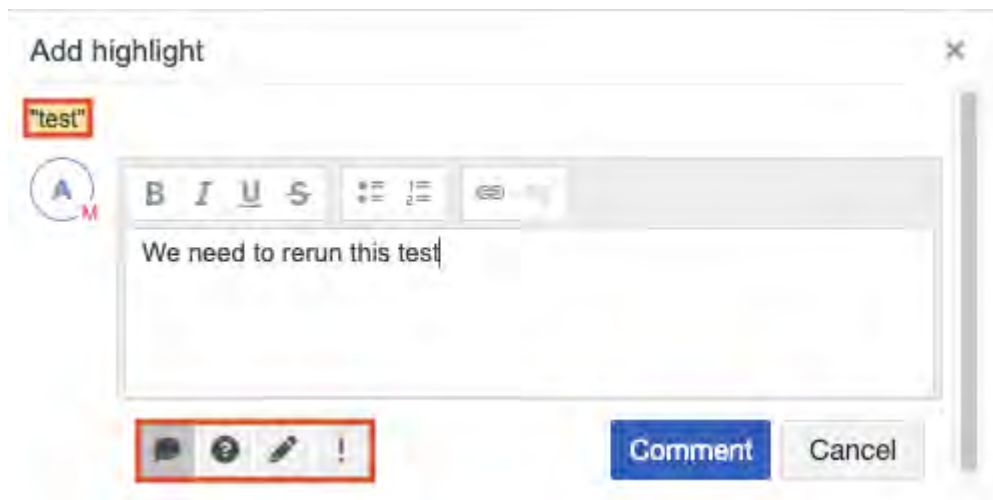 Add highlight ×
"test"
A
M
B I U S
We need to rerun this test
Comment Cancel